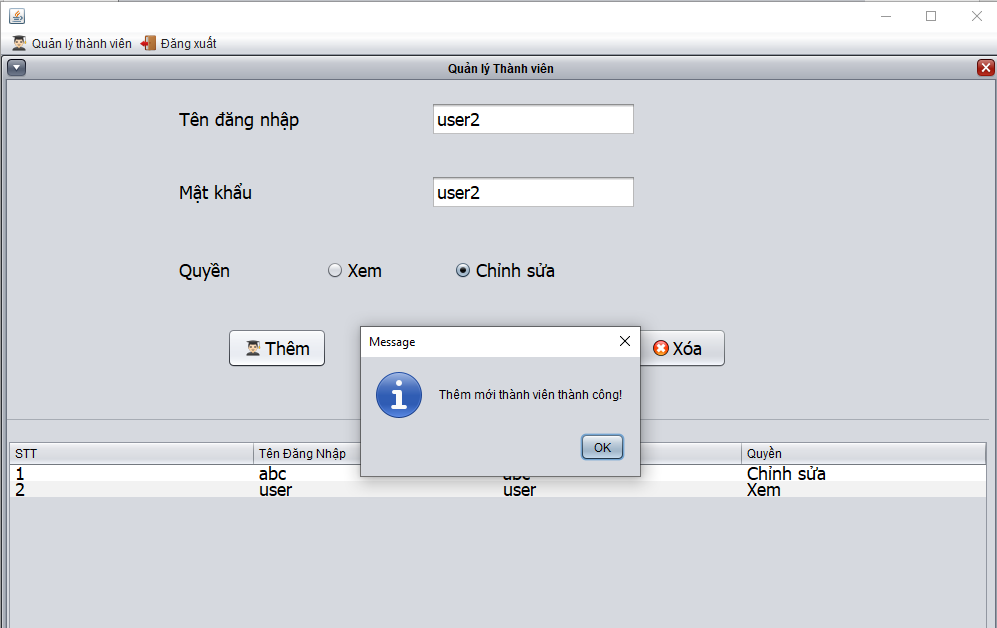 Quản lý thành viên Đăng xuất
Quản lý Thành viên
Tên đăng nhập user2
Mật khẩu user2
Quyền Xem Chỉnh sửa
Thêm Xóa
Message
Thêm mới thành viên thành công!
OK
STT Tên Đăng Nhập Quyền
1 abc abc Chỉnh sửa
2 user user Xem